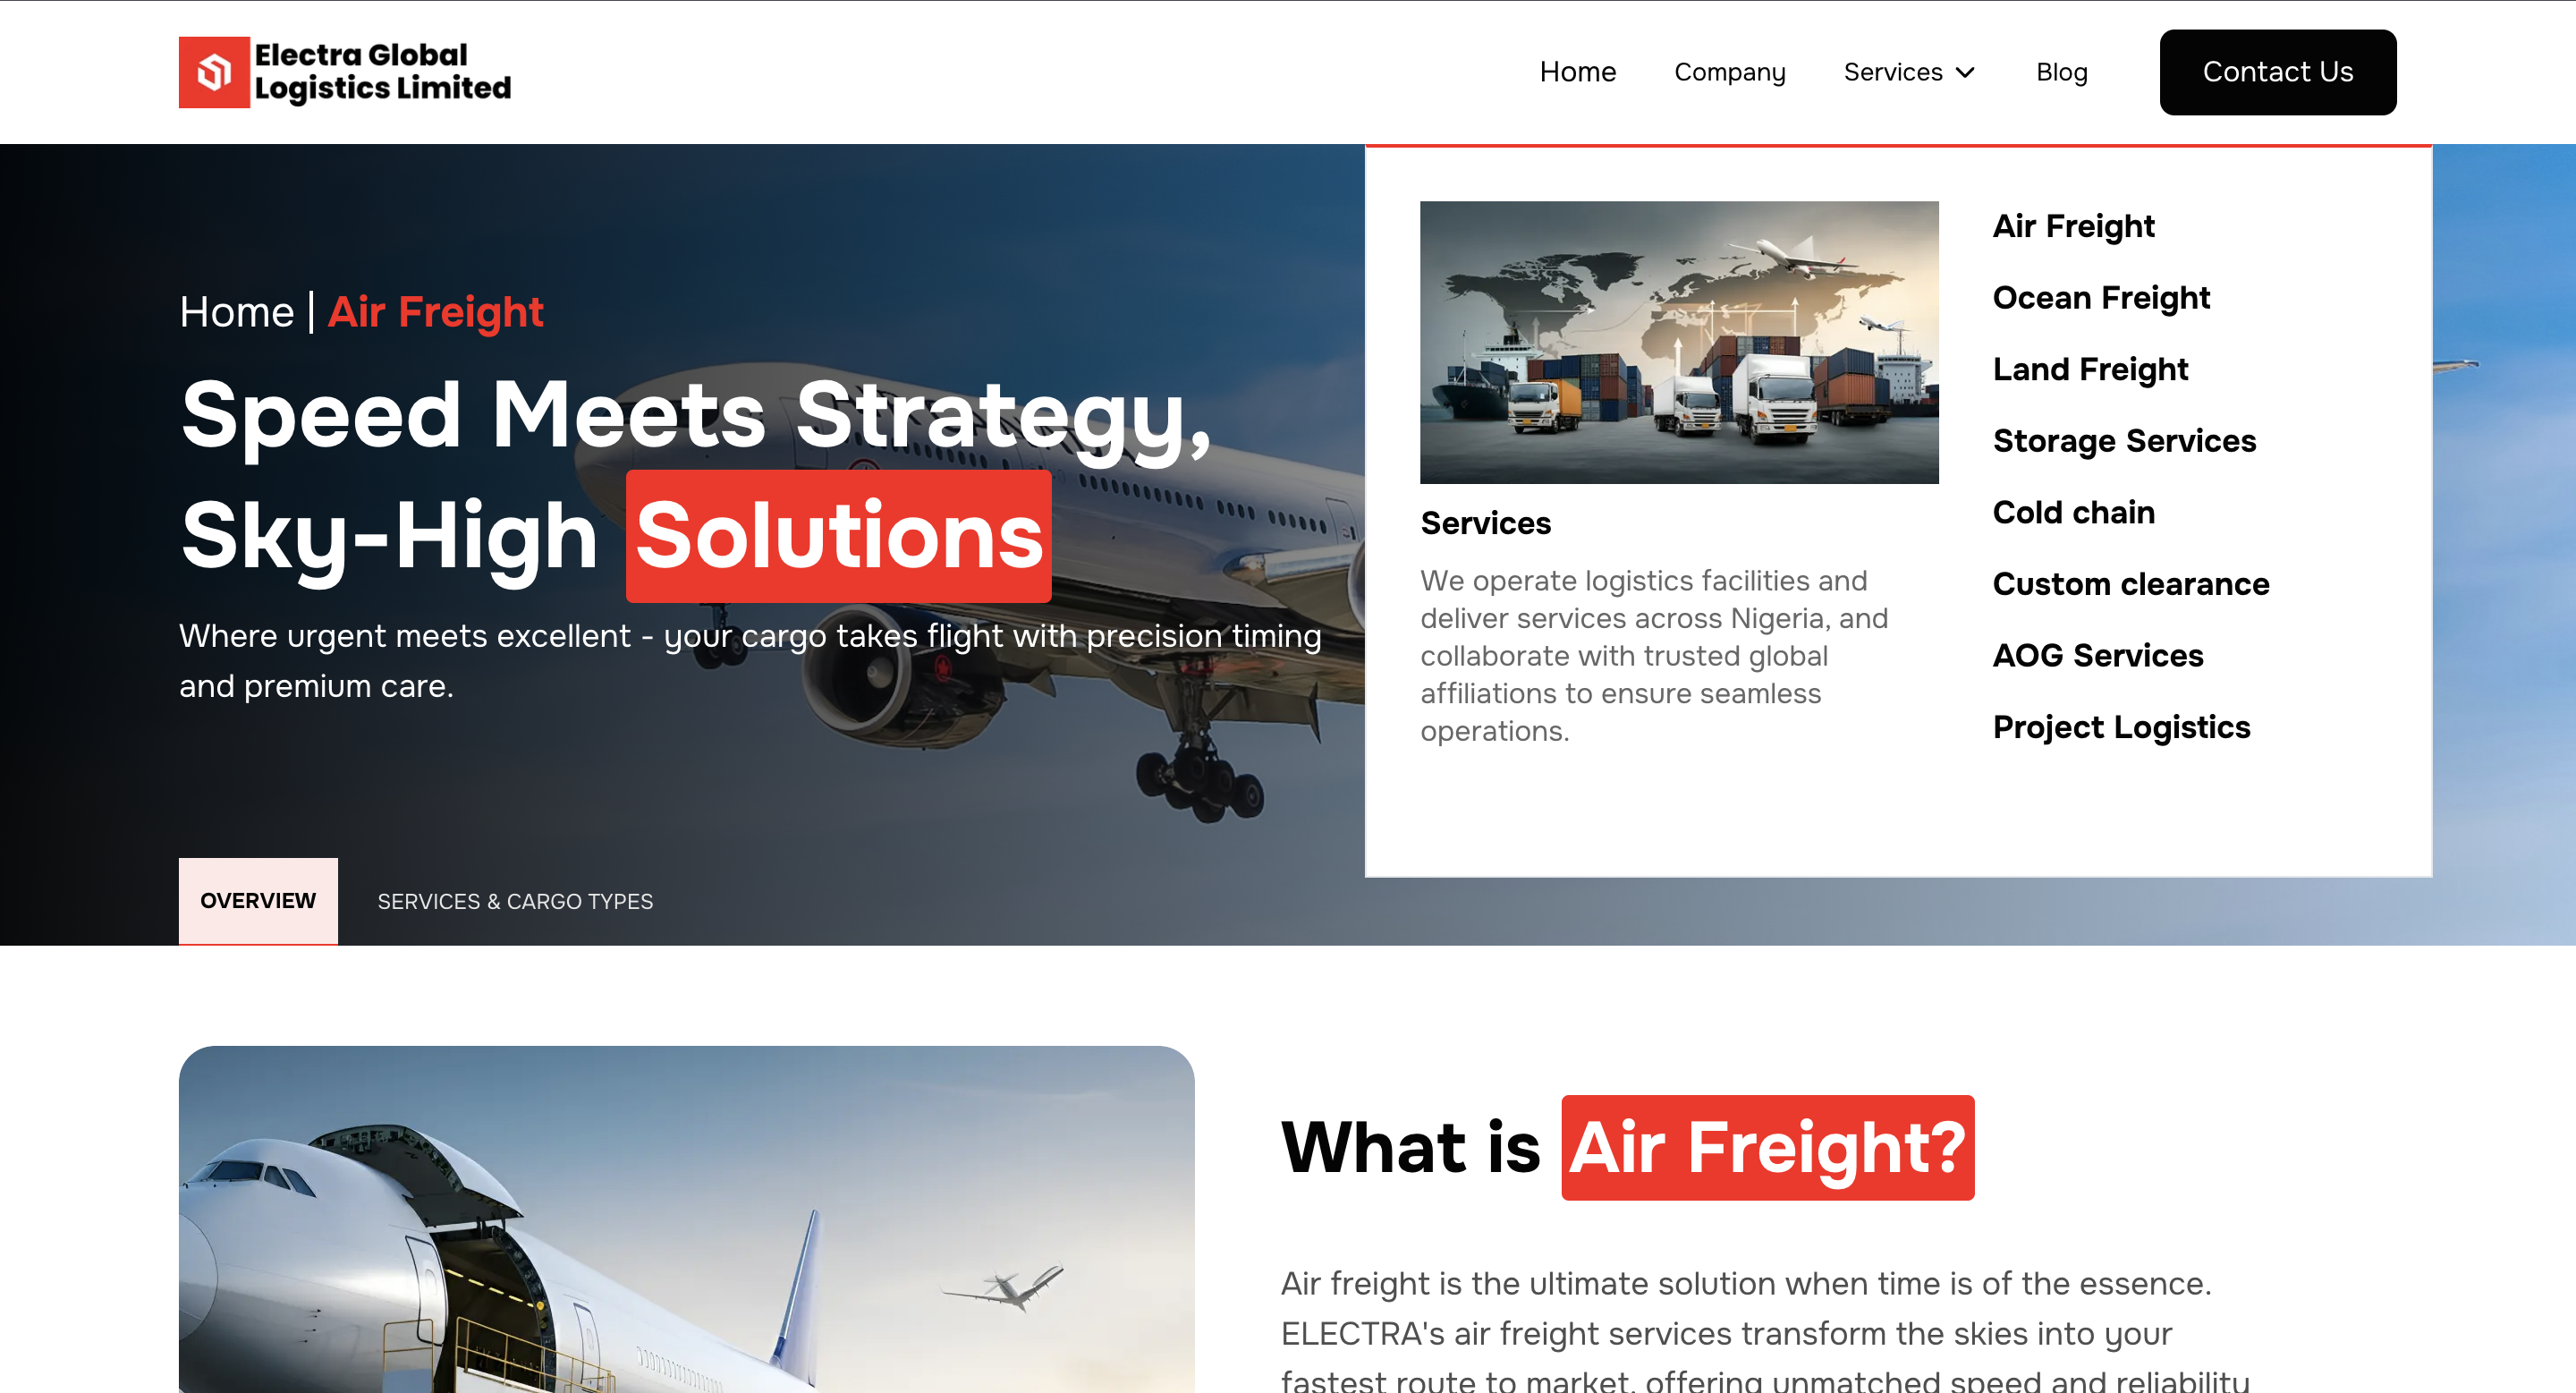 Electra Global
Logistics Limited
Home
Company
Services
Blog
Contact Us
Home | Air Freight
Speed Meets Strategy,
Sky-High Solutions
Where urgent meets excellent - your cargo takes flight with precision timing
and premium care.
OVERVIEW
SERVICES & CARGO TYPES
Services
We operate logistics facilities and
deliver services across Nigeria, and
collaborate with trusted global
affiliations to ensure seamless
operations.
Air Freight
Ocean Freight
Land Freight
Storage Services
Cold chain
Custom clearance
AOG Services
Project Logistics
What is Air Freight?
Air freight is the ultimate solution when time is of the essence.
ELECTRA's air freight services transform the skies into your
fastest route to market, offering unmatched speed and reliability